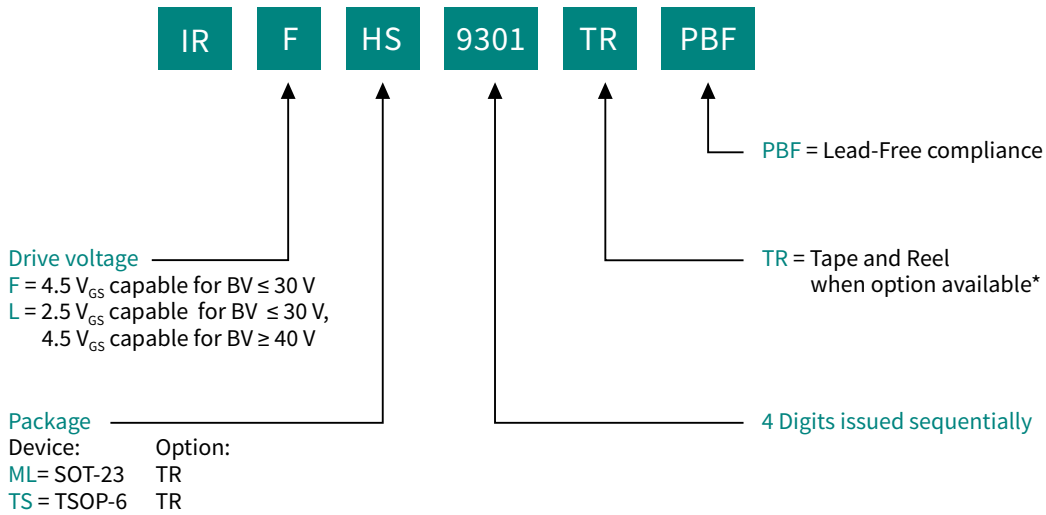 IR F HS 9301 TR PBF
PBF = Lead-Free compliance
Drive voltage
F = 4.5 VGS capable for BV ≤ 30 V
L = 2.5 VGS capable for BV ≤ 30 V,
4.5 VGS capable for BV ≥ 40 V
TR = Tape and Reel
when option available*
Package
Device: Option:
ML= SOT-23 TR
TS = TSOP-6 TR
4 Digits issued sequentially